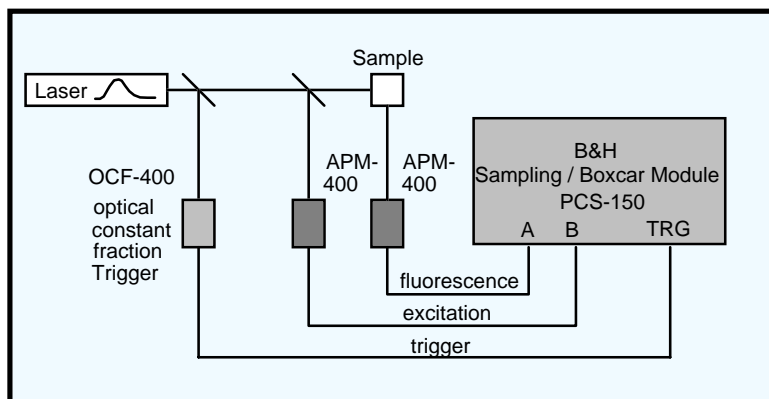 Sample
Laser
B&H
Sampling / Boxcar Module
PCS-150
A B TRG
OCF-400
optical
constant
fraction
Trigger
APM-
400
APM-
400
fluorescence
excitation
trigger